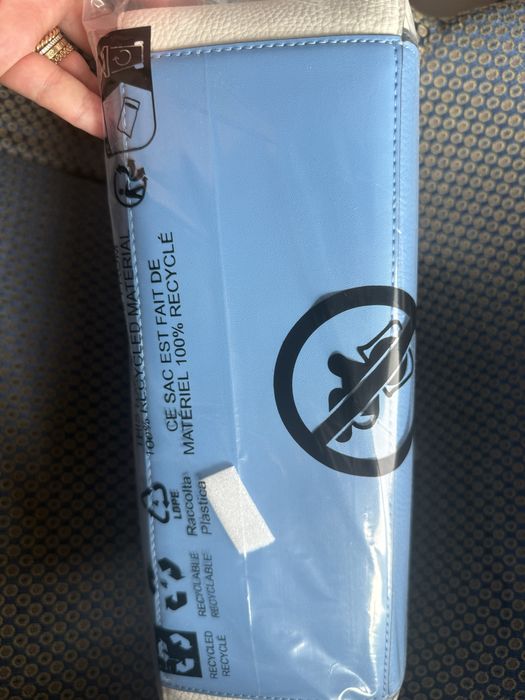 100% RECYCLED MATERIAL
CE SAC EST FAIT DE
MATÉRIEL 100% RECYCLÉ
LDPE
Raccolta
Plastica
RECYCLABLE
RECYCLABLE
RECYCLED
RECYCLÉ